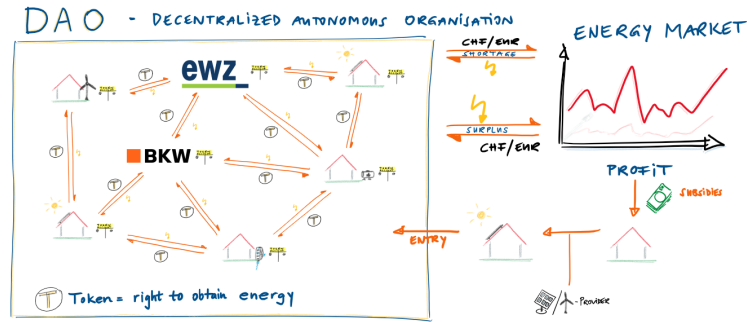 DAO - DECENTRALIZED AUTONOMOUS ORGANISATION
ewz
BKW
T
T
T
T
T
T
T
T
T
T
T
T Token = right to obtain energy
CHF/EUR
SHORTAGE
SURPLUS
CHF/EUR
ENERGY MARKET
PROFIT
SUBSIDIES
ENTRY
/ - PROVIDER